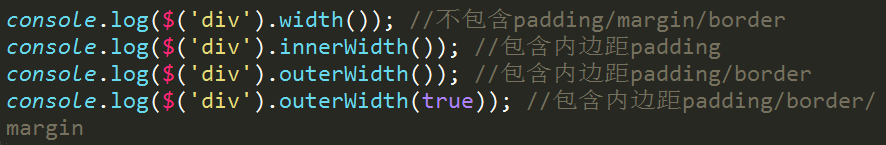 console.log($('div').width()); //不包含padding/margin/border
console.log($('div').innerWidth()); //包含内边距padding
console.log($('div').outerWidth()); //包含内边距padding/border
console.log($('div').outerWidth(true)); //包含内边距padding/border/
margin